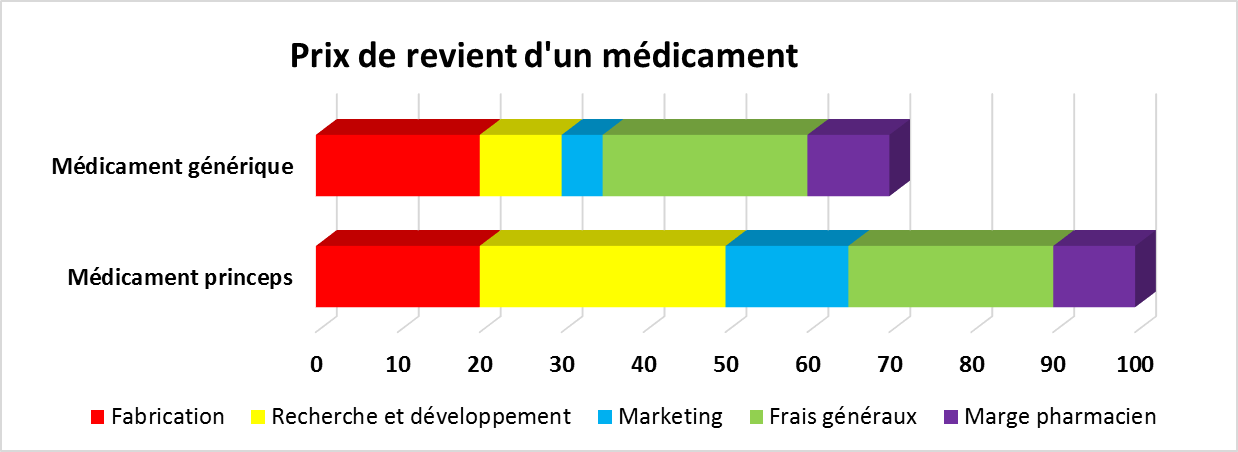 Prix de revient d'un médicament
Médicament générique
Médicament princeps
0 10 20 30 40 50 60 70 80 90 100
Fabrication Recherche et développement Marketing Frais généraux Marge pharmacien